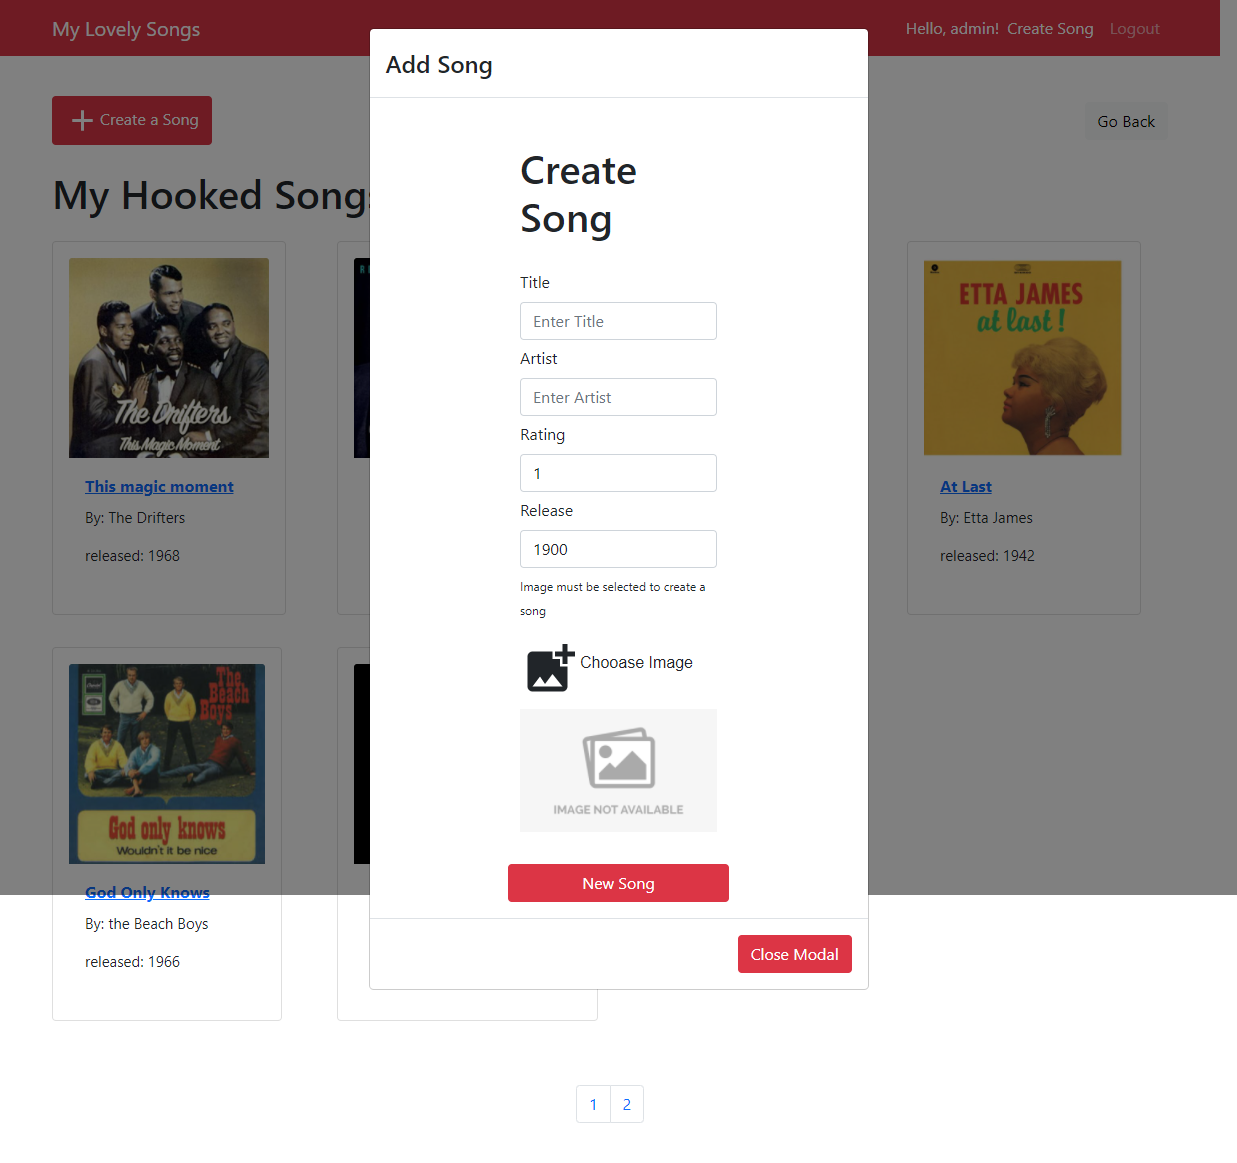 My Lovely Songs
Hello, admin! Create Song Logout
Add Song
Create a Song
Go Back
My Hooked Songs
Create
Song
Title
Enter Title
Artist
Enter Artist
Rating
1
Release
1900
Image must be selected to create a
song
Chooase Image
IMAGE NOT AVAILABLE
New Song
Close Modal
The Drifters
This Magic Moment
This magic moment
By: The Drifters
released: 1968
ETTA JAMES
at last!
At Last
By: Etta James
released: 1942
The
Beach
Boys
God only knows
Wouldn't it be nice
God Only Knows
By: the Beach Boys
released: 1966
1
2